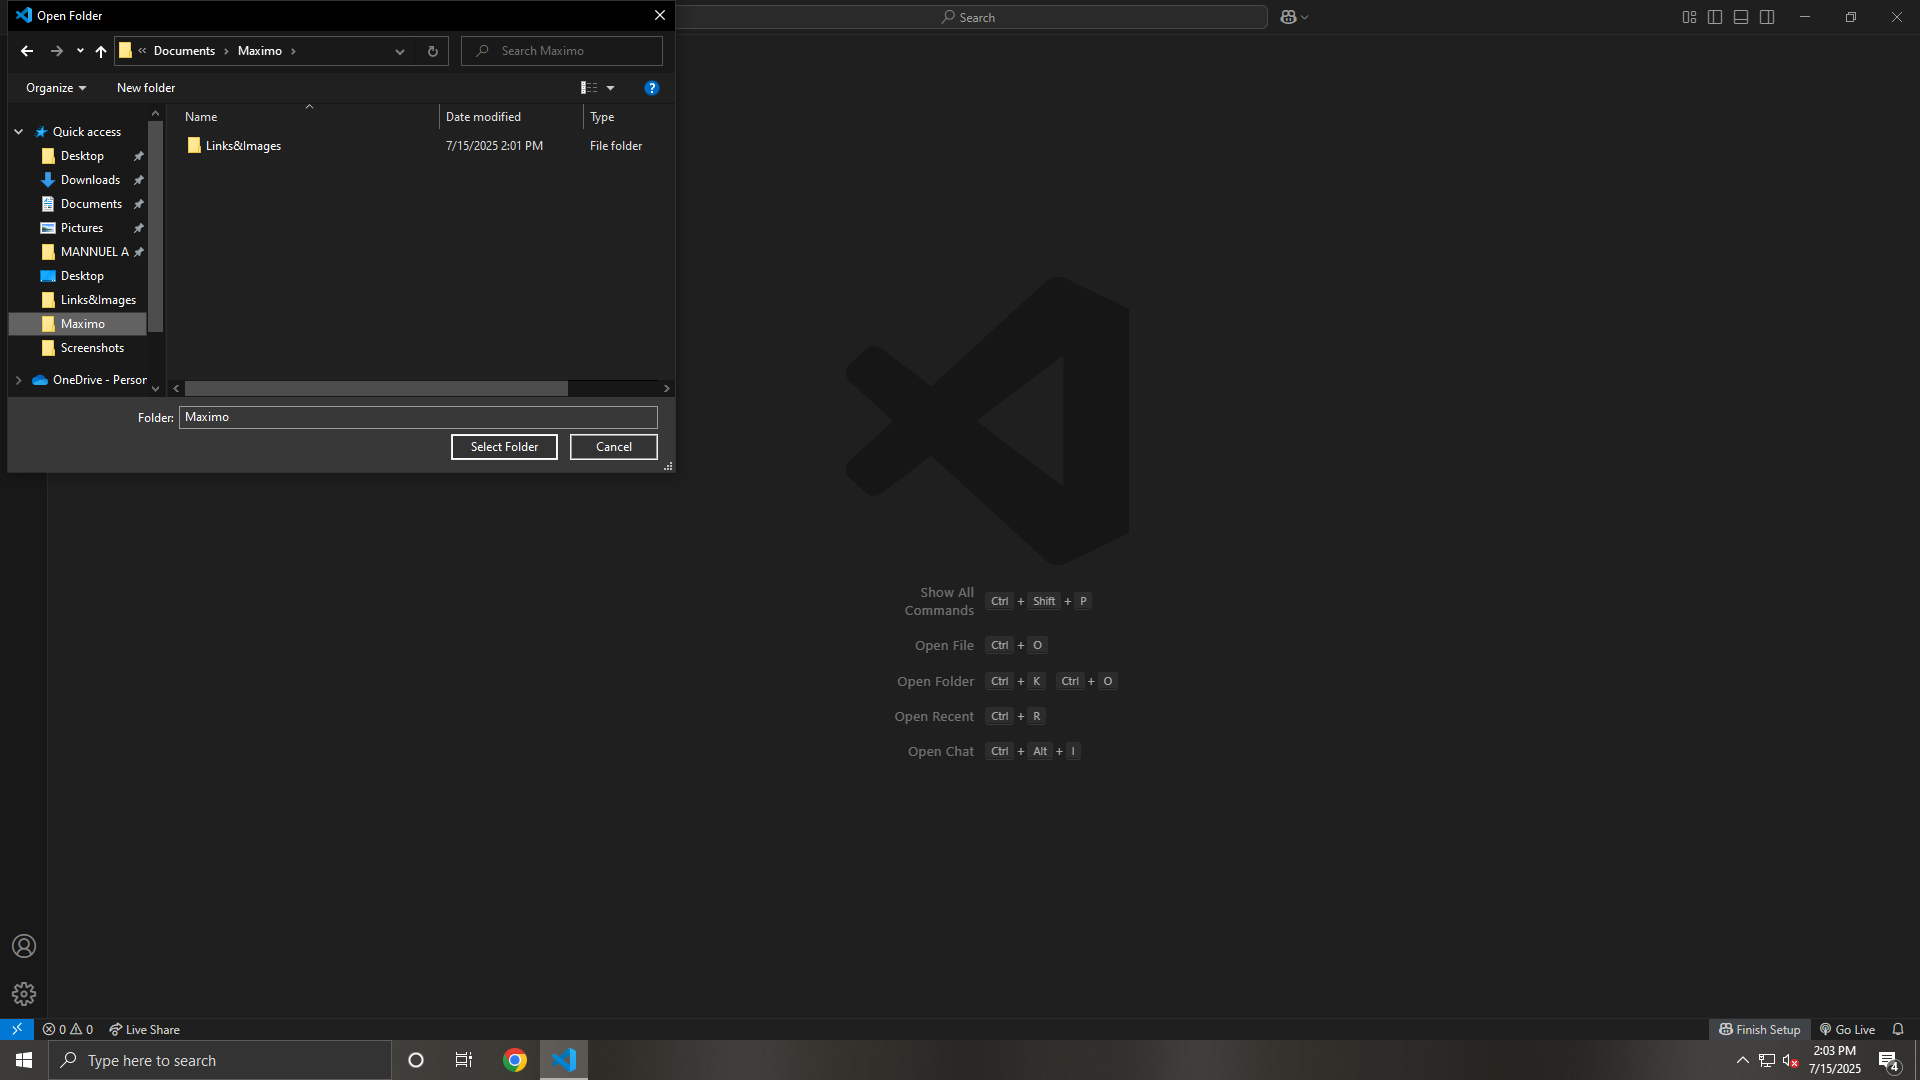 Open Folder
Search
« Documents > Maximo >
Search Maximo
Organize
New folder
Name
Date modified
Type
Quick access
Desktop
Downloads
Documents
Pictures
MANNUEL A
Desktop
Links&Images
Maximo
Screenshots
OneDrive - Person
Links&Images
7/15/2025 2:01 PM
File folder
Folder:
Maximo
Select Folder
Cancel
Show All
Commands
Ctrl + Shift + P
Open File
Ctrl + O
Open Folder
Ctrl + K Ctrl + O
Open Recent
Ctrl + R
Open Chat
Ctrl + Alt + I
0 0
Live Share
Finish Setup
Go Live
Type here to search
2:03 PM
7/15/2025
4